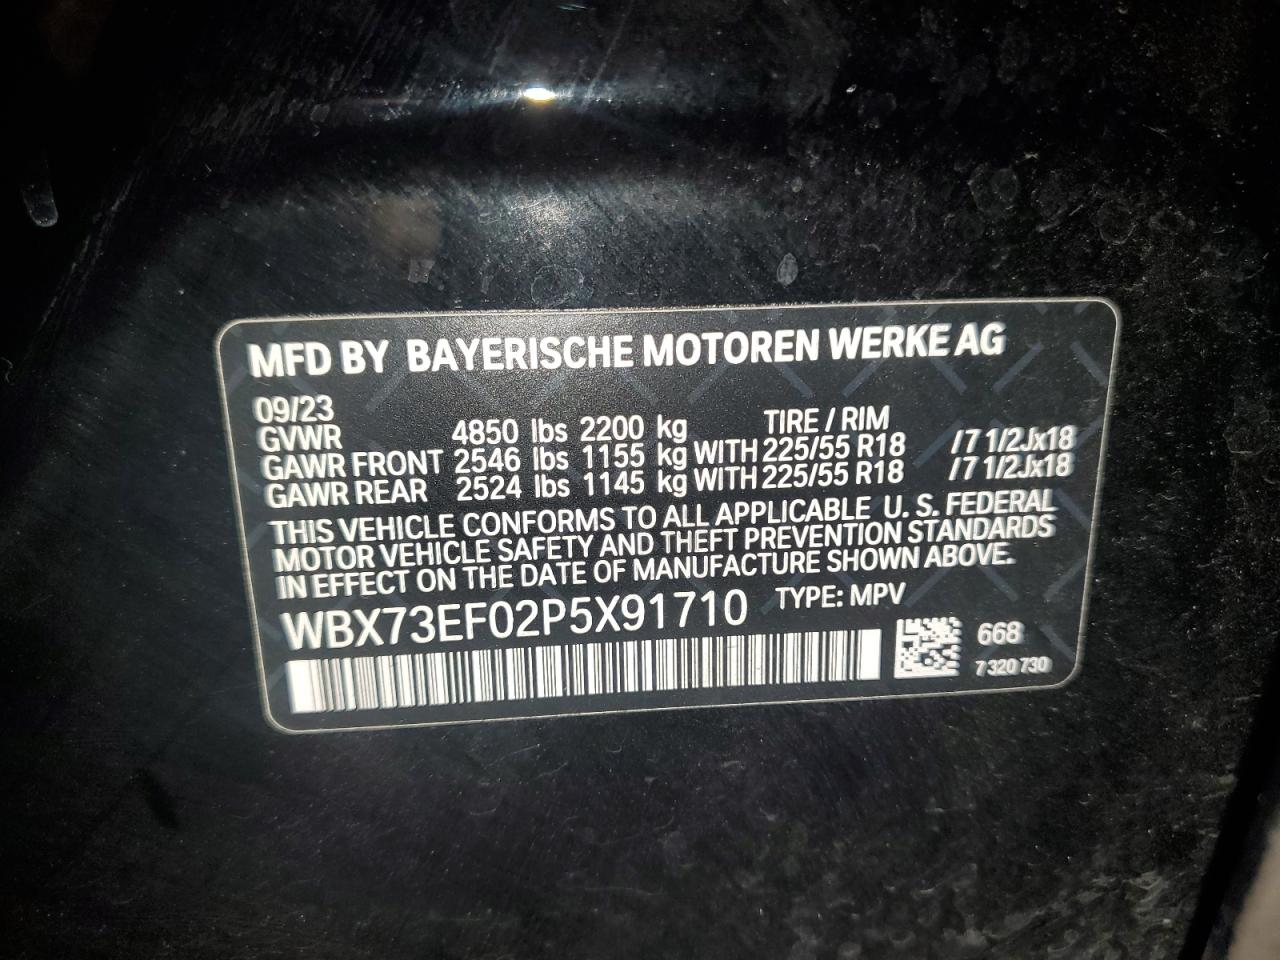 MFD BY BAYERISCHE MOTOREN WERKE AG
09/23
GVWR 4850 lbs 2200 kg TIRE / RIM
GAWR FRONT 2546 lbs 1155 kg WITH 225/55 R18 /7 1/2Jx18
GAWR REAR 2524 lbs 1145 kg WITH 225/55 R18 /7 1/2Jx18
THIS VEHICLE CONFORMS TO ALL APPLICABLE U. S. FEDERAL
MOTOR VEHICLE SAFETY AND THEFT PREVENTION STANDARDS
IN EFFECT ON THE DATE OF MANUFACTURE SHOWN ABOVE.
WBX73EF02P5X91710 TYPE: MPV
668
7 320 730